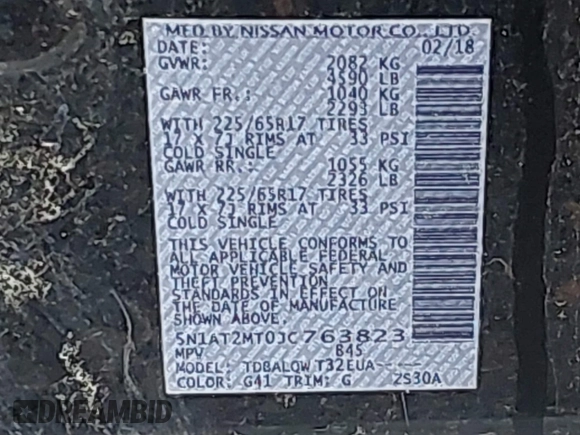 MFD BY NISSAN MOTOR CO., LTD.
DATE: 02/18
GVWR: 2082 KG
4590 LB
GAWR FR.: 1040 KG
2293 LB
WITH 225/65R17 TIRES
17 X 7J RIMS AT 33 PSI
COLD SINGLE
GAWR RR.: 1055 KG
2326 LB
WITH 225/65R17 TIRES
17 X 7J RIMS AT 33 PSI
COLD SINGLE
THIS VEHICLE CONFORMS TO
ALL APPLICABLE FEDERAL
MOTOR VEHICLE SAFETY AND
THEFT PREVENTION
STANDARDS IN EFFECT ON
THE DATE OF MANUFACTURE
SHOWN ABOVE.
5N1AT2MT0JC763823
MPV B45
MODEL: TDBALQWT32EUA-----
COLOR: G41 TRIM: G 2S30A
DREAMBID